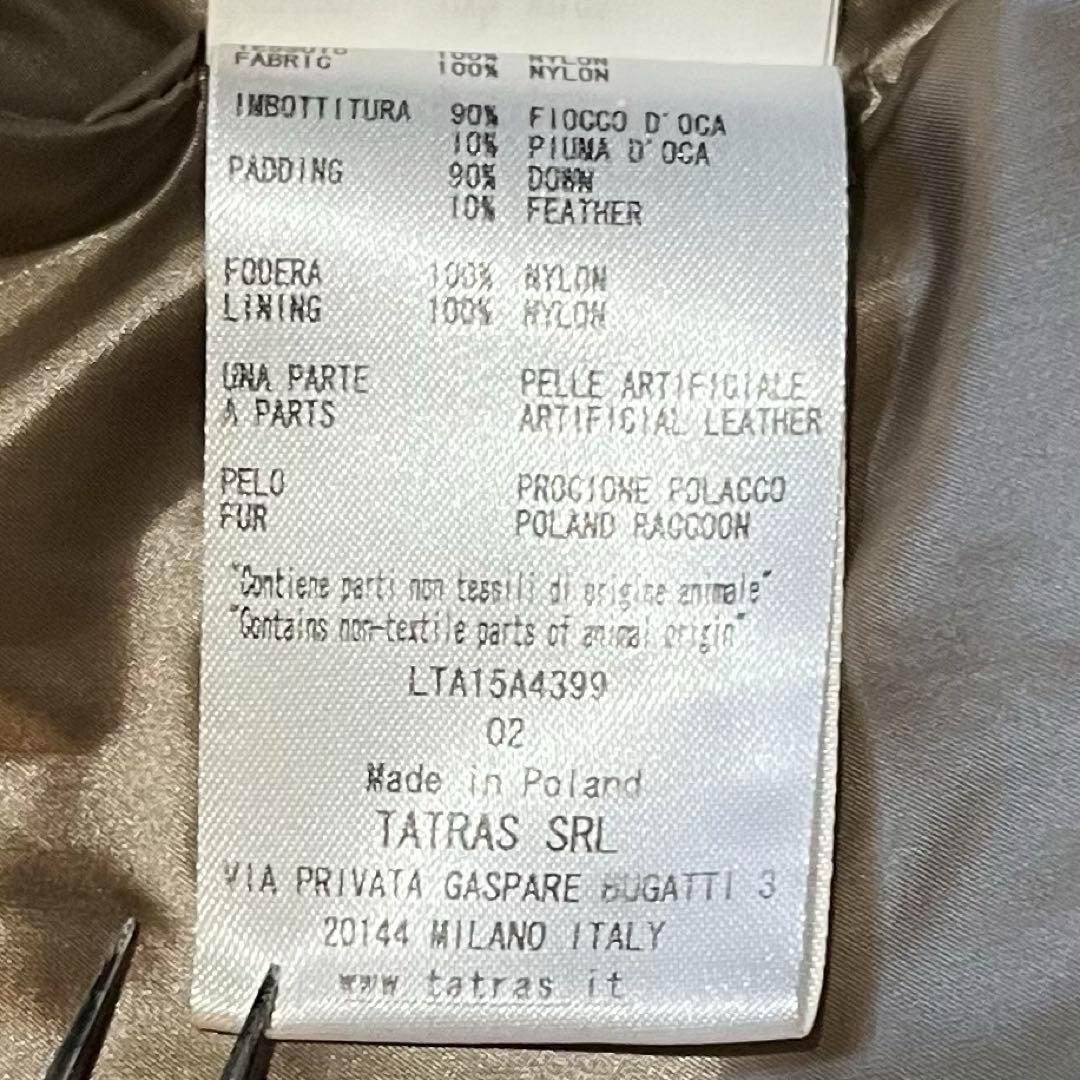 TESSUTO 100% NYLON
FABRIC 100% NYLON
IMBOTTITURA 90% FIOCCO D'OCA
10% PIUMA D'OCA
PADDING 90% DOWN
10% FEATHER
FODERA 100% NYLON
LINING 100% NYLON
UNA PARTE PELLE ARTIFICIALE
A PARTS ARTIFICIAL LEATHER
PELO PROCIONE POLACCO
FUR POLAND RACCOON
"Contiene parti non tessili di origine animale"
"Contains non-textile parts of animal origin"
LTA15A4399
02
Made in Poland
TATRAS SRL
VIA PRIVATA GASPARE BUGATTI 3
20144 MILANO ITALY
www tatras it